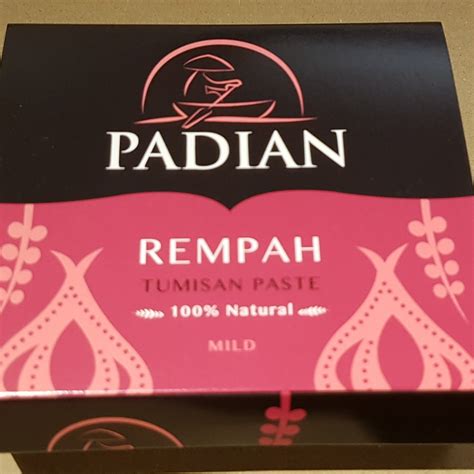 PADIAN
REMPAH
TUMISAN PASTE
100% Natural
MILD